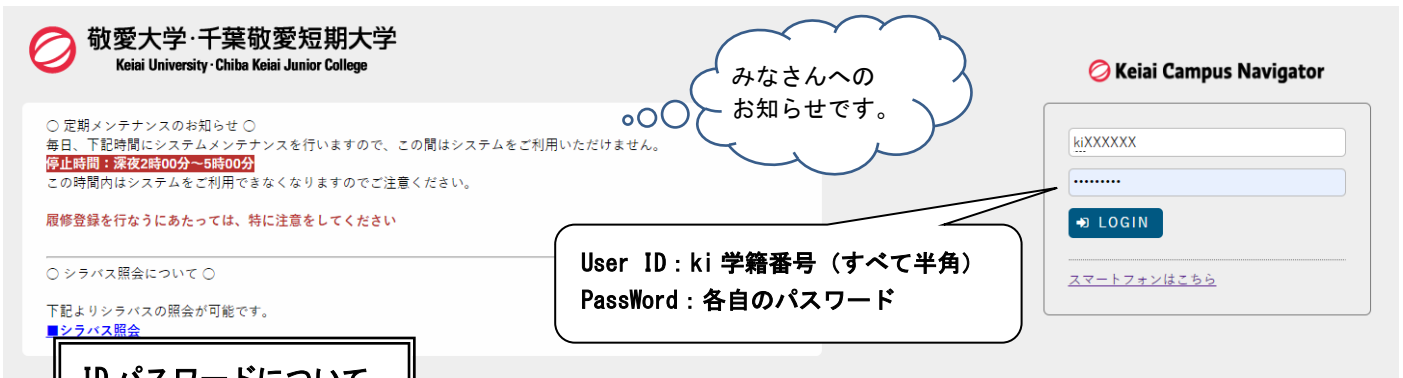 敬愛大学・千葉敬愛短期大学
Keiai University・Chiba Keiai Junior College
みなさんへの
お知らせです。
Keiai Campus Navigator
○ 定期メンテナンスのお知らせ ○
毎日、下記時間にシステムメンテナンスを行いますので、この間はシステムをご利用いただけません。
停止時間：深夜2時00分～5時00分
この時間内はシステムをご利用できなくなりますのでご注意ください。
履修登録を行なうにあたっては、特に注意をしてください
kiXXXXXX
•••••••••
LOGIN
スマートフォンはこちら
User ID：ki 学籍番号（すべて半角）
PassWord：各自のパスワード
○ シラバス照会について ○
下記よりシラバスの照会が可能です。
■シラバス照会
ID パスワードについて